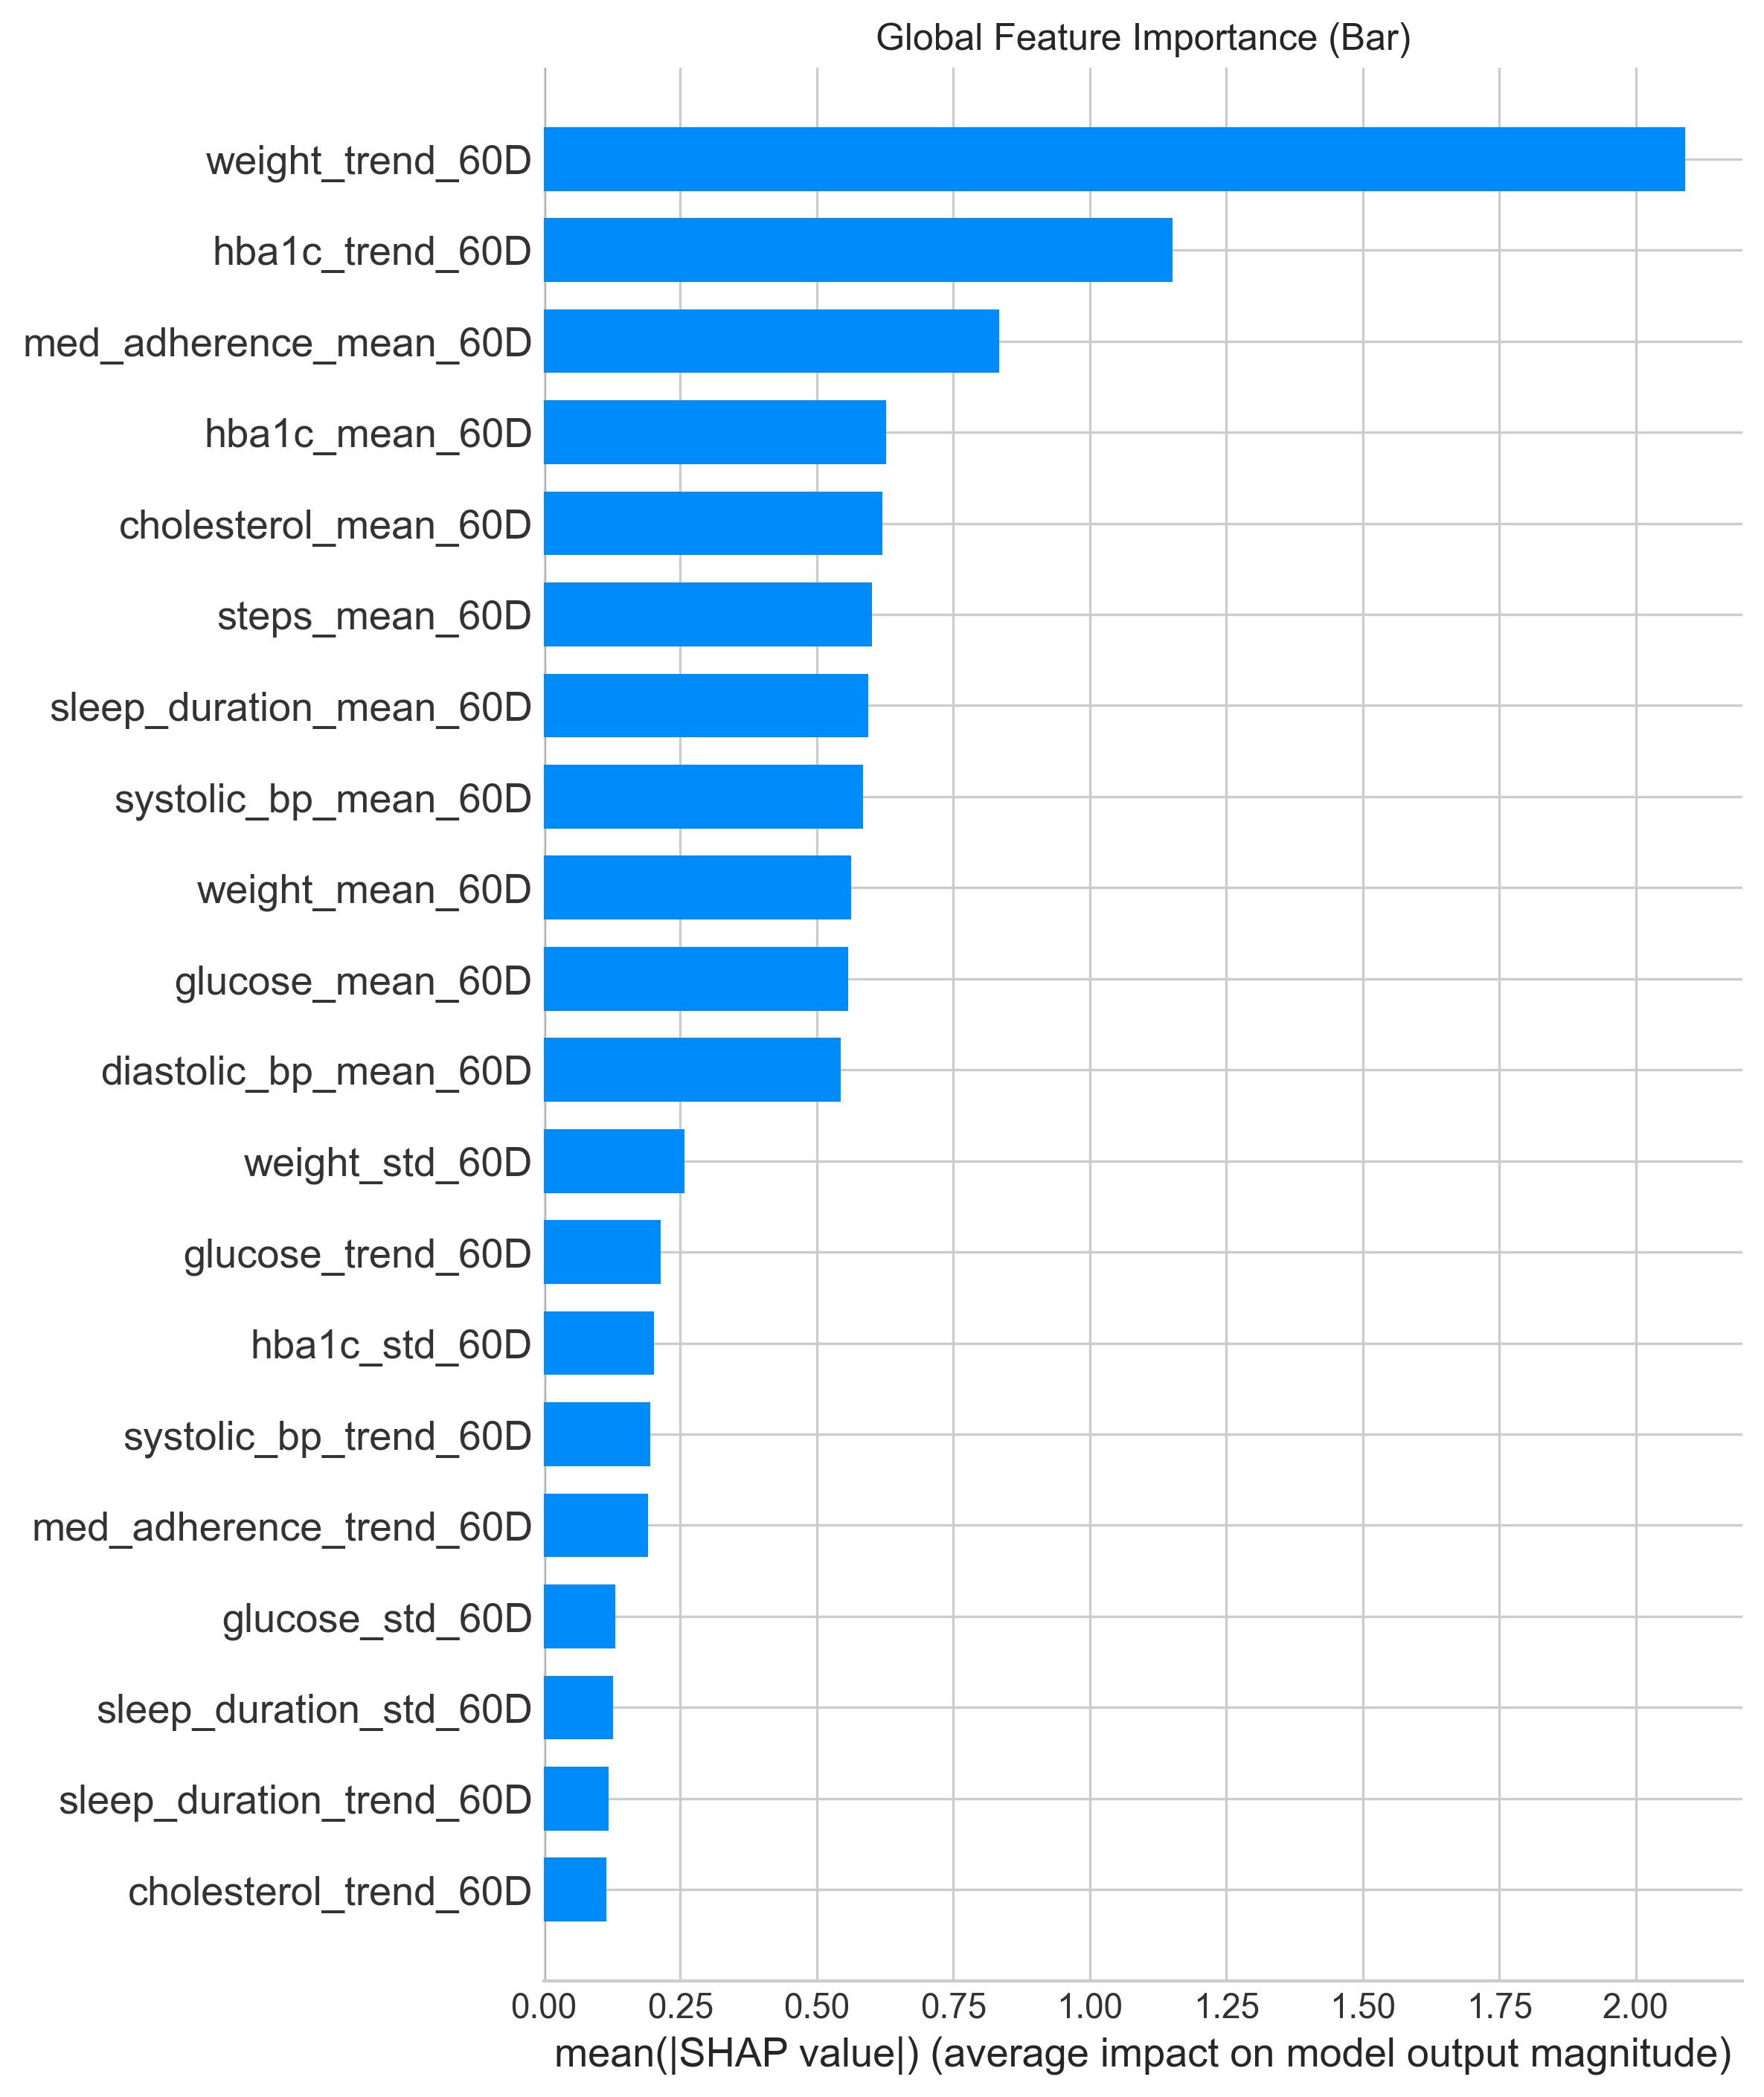 Global Feature Importance (Bar)
weight_trend_60D
hba1c_trend_60D
med_adherence_mean_60D
hba1c_mean_60D
cholesterol_mean_60D
steps_mean_60D
sleep_duration_mean_60D
systolic_bp_mean_60D
weight_mean_60D
glucose_mean_60D
diastolic_bp_mean_60D
weight_std_60D
glucose_trend_60D
hba1c_std_60D
systolic_bp_trend_60D
med_adherence_trend_60D
glucose_std_60D
sleep_duration_std_60D
sleep_duration_trend_60D
cholesterol_trend_60D
0.00 0.25 0.50 0.75 1.00 1.25 1.50 1.75 2.00
mean(|SHAP value|) (average impact on model output magnitude)